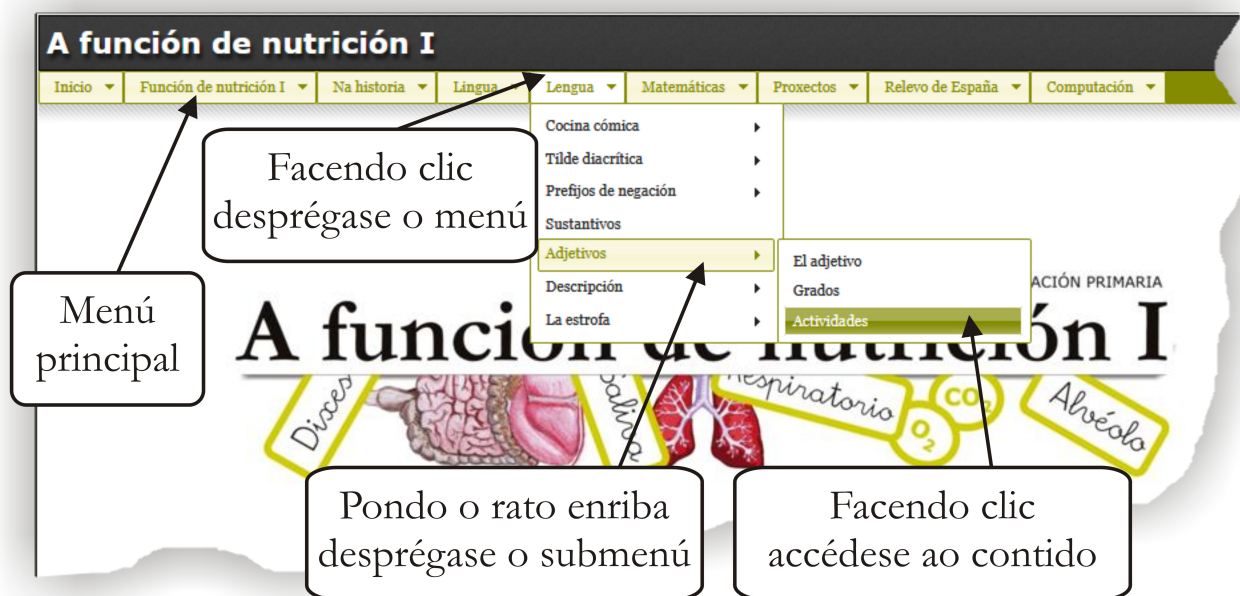 A función de nutrición I
Inicio Función de nutrición I Na historia Lingua Lengua Matemáticas Proxectos Relevo de España Computación
Facendo clic
desprégase o menú
Cocina cómica
Tilde diacrítica
Prefijos de negación
Sustantivos
Adjetivos
Descripción
La estrofa
El adjetivo
Grados
Actividades
Menú
principal
ACIÓN PRIMARIA
A función de nutrición I
Dixes
Saliva
Respiratorio
O2
CO2
Alvéolo
Pondo o rato enriba
desprégase o submenú
Facendo clic
accédese ao contido